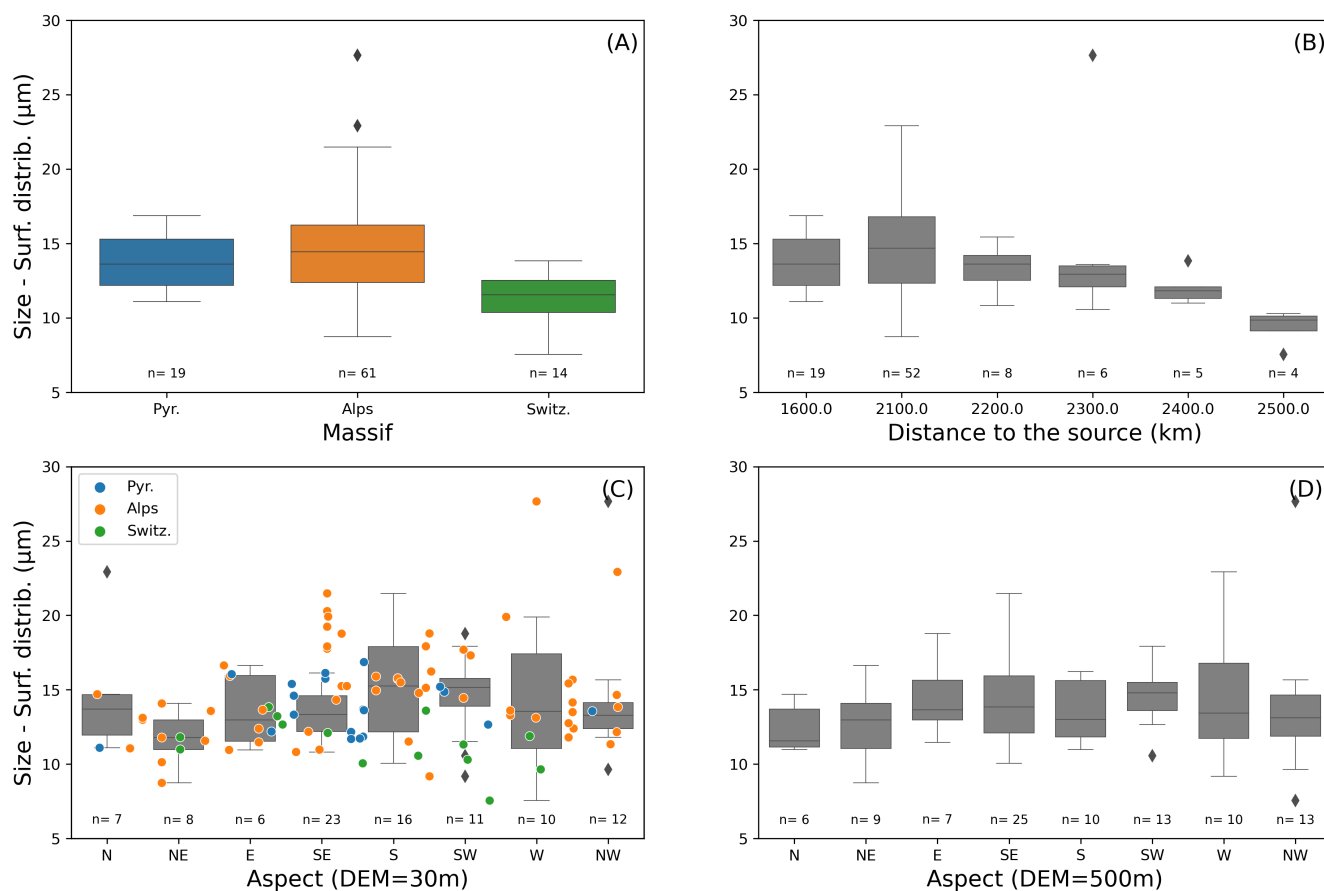 30
25
20
15
10
5
Size - Surf. distrib. (μm)
(A)
n= 19
n= 61
n= 14
Pyr.
Alps
Switz.
Massif
30
25
20
15
10
5
(B)
n= 19
n= 52
n= 8
n= 6
n= 5
n= 4
1600.0
2100.0
2200.0
2300.0
2400.0
2500.0
Distance to the source (km)
30
25
20
15
10
5
Size - Surf. distrib. (μm)
Pyr.
Alps
Switz.
(C)
n= 7
n= 8
n= 6
n= 23
n= 16
n= 11
n= 10
n= 12
N
NE
E
SE
S
SW
W
NW
Aspect (DEM=30m)
30
25
20
15
10
5
(D)
n= 6
n= 9
n= 7
n= 25
n= 10
n= 13
n= 10
n= 13
N
NE
E
SE
S
SW
W
NW
Aspect (DEM=500m)